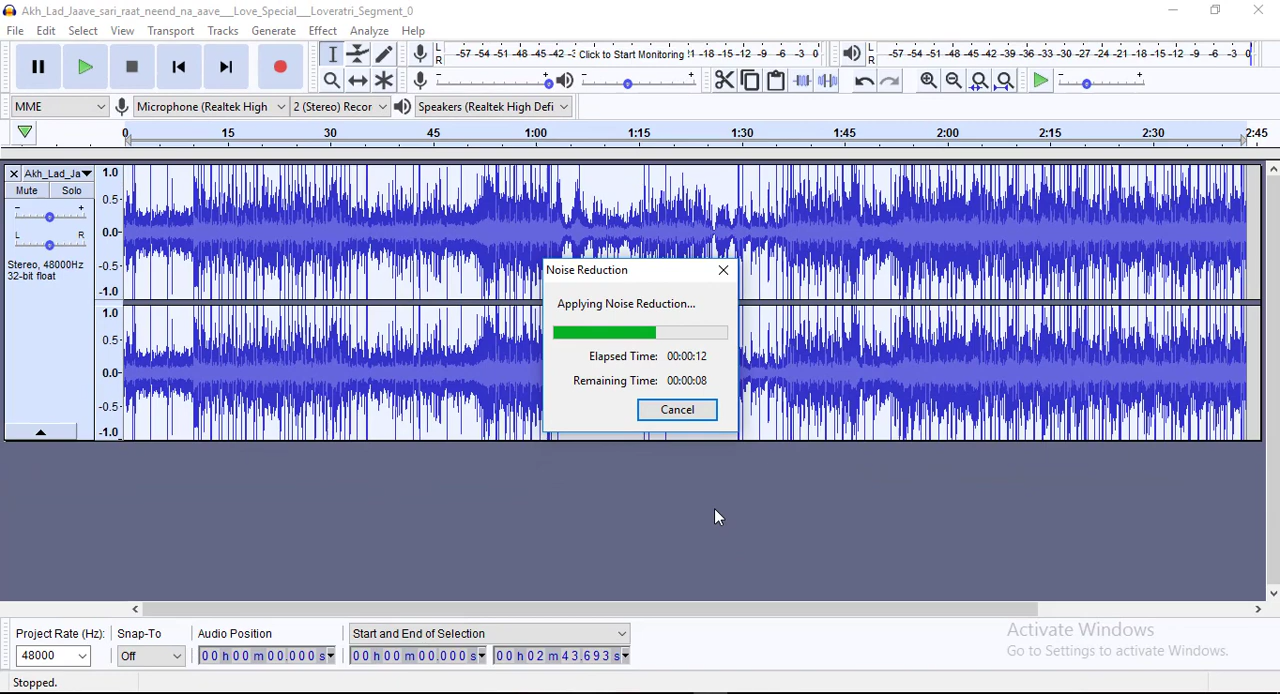 Akh_Lad_Jaave_sari_raat_neend_na_aave__Love_Special__Loveratri_Segment_0
File Edit Select View Transport Tracks Generate Effect Analyze Help
L R -57 -54 -51 -48 -45 -42 -: Click to Start Monitoring !1 -18 -15 -12 -9 -6 -3 0
L R -57 -54 -51 -48 -45 -42 -39 -36 -33 -30 -27 -24 -21 -18 -15 -12 -9 -6 -3 0
- + - + - +
MME Microphone (Realtek High 2 (Stereo) Recor Speakers (Realtek High Defi
0 15 30 45 1:00 1:15 1:30 1:45 2:00 2:15 2:30 2:45
Akh_Lad_Ja
Mute Solo
- +
L R
Stereo, 48000Hz
32-bit float
1.0
0.5
0.0
-0.5
-1.0
1.0
0.5
0.0
-0.5
-1.0
Noise Reduction
Applying Noise Reduction...
Elapsed Time: 00:00:12
Remaining Time: 00:00:08
Cancel
Project Rate (Hz): Snap-To Audio Position Start and End of Selection
48000 Off 00 h 00 m 00.000 s 00 h 00 m 00.000 s 00 h 02 m 43.693 s
Activate Windows
Go to Settings to activate Windows.
Stopped.